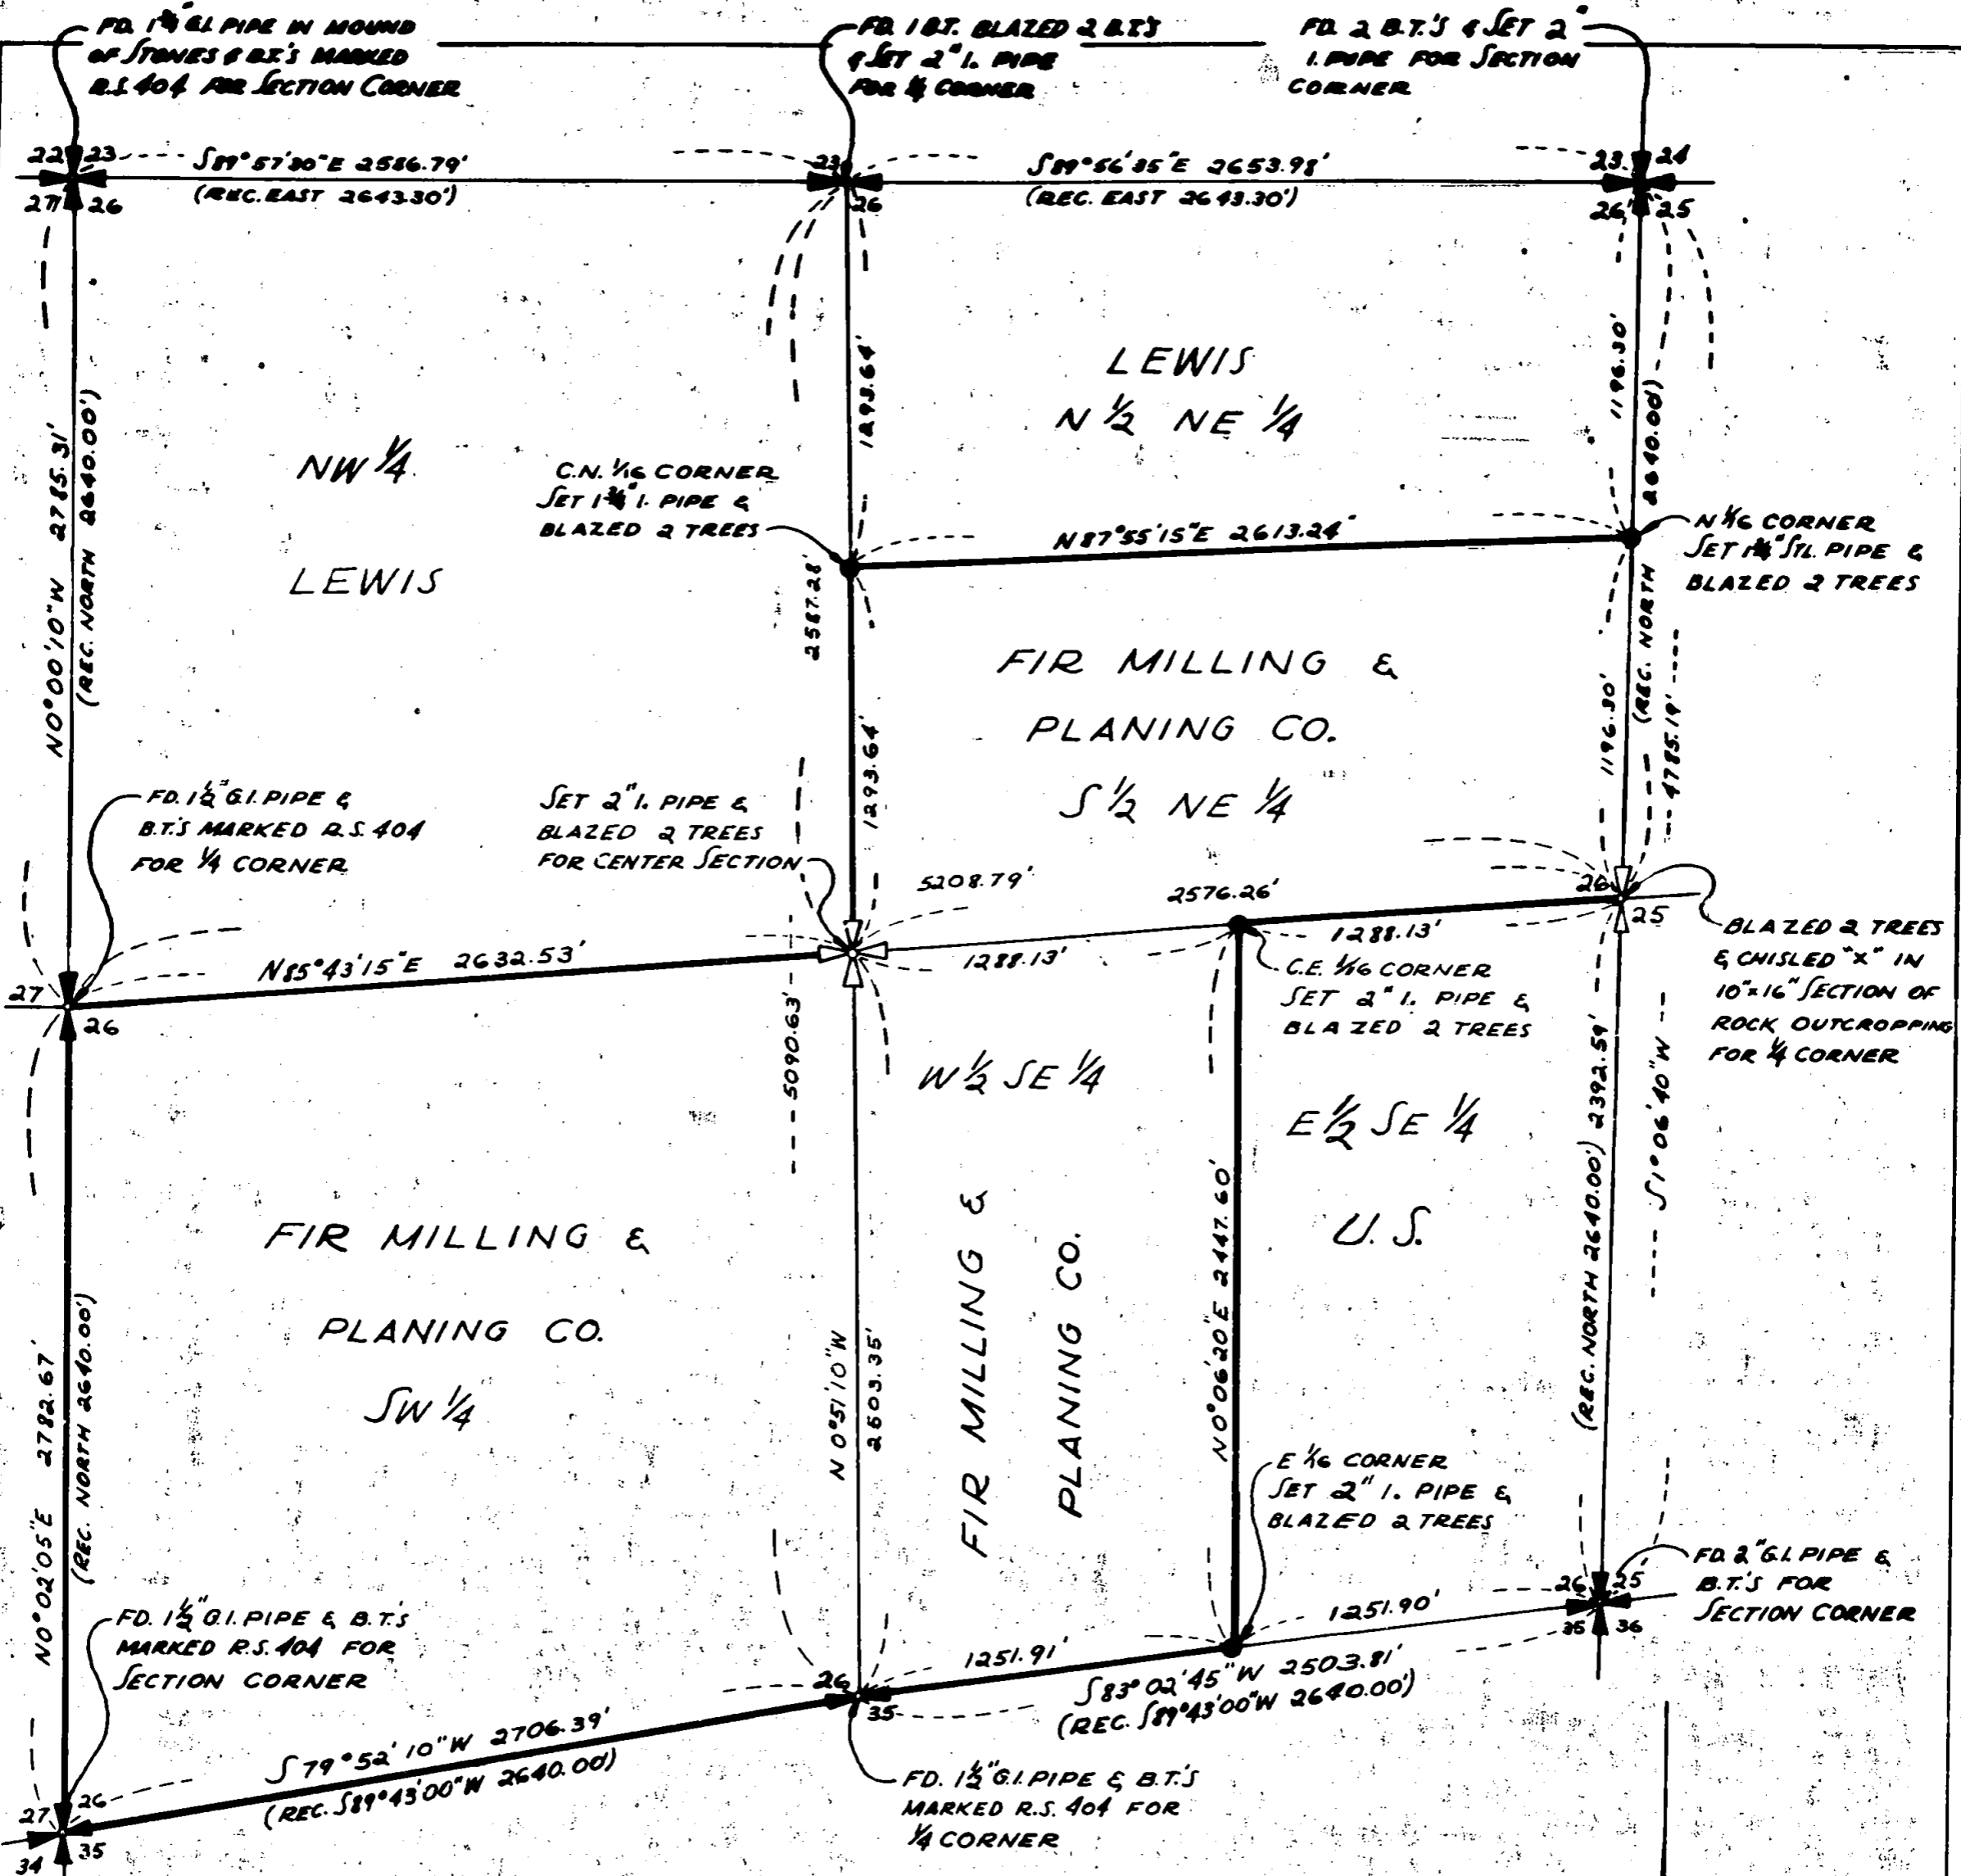 FD. 1¾" G.I. PIPE IN MOUND
OF STONES & B.T.'S MARKED
R.S. 404 FOR SECTION CORNER
FD. 1 B.T. BLAZED 2 B.T.'S
& SET 2" I. PIPE
FOR ¼ CORNER
FD. 2 B.T.'S & SET 2"
I. PIPE FOR SECTION
CORNER
22 23
27 26
S89°57'30"E 2586.79'
(REC. EAST 2643.30')
23
26
S89°56'35"E 2653.98'
(REC. EAST 2643.30')
23 24
26 25
N0°00'10"W 2785.31'
(REC. NORTH 2640.00')
NW ¼
LEWIS
C.N. 1/16 CORNER
SET 1¾" I. PIPE &
BLAZED 2 TREES
1293.64'
2587.28'
1293.64'
LEWIS
N ½ NE ¼
1196.30'
(REC. NORTH 2640.00')
N87°55'15"E 2613.24'
N 1/16 CORNER
SET 1¾" STL. PIPE &
BLAZED 2 TREES
FIR MILLING &
PLANING CO.
S ½ NE ¼
1196.30'
4785.19'
FD. 1½" G.I. PIPE &
B.T.'S MARKED R.S. 404
FOR ¼ CORNER
SET 2" I. PIPE &
BLAZED 2 TREES
FOR CENTER SECTION
27
26
N85°43'15"E 2632.53'
5208.79'
2576.26'
1288.13'
1288.13'
26
25
C.E. 1/16 CORNER
SET 2" I. PIPE &
BLAZED 2 TREES
BLAZED 2 TREES
& CHISLED "X" IN
10"x16" SECTION OF
ROCK OUTCROPPING
FOR ¼ CORNER
5090.63'
W ½ SE ¼
FIR MILLING &
PLANING CO.
E ½ SE ¼
U.S.
(REC. NORTH 2640.00') 2392.59'
S1°06'40"W
FIR MILLING &
PLANING CO.
SW ¼
N0°02'05"E 2782.67'
(REC. NORTH 2640.00')
N0°51'10"W
2503.35'
N0°06'20"E 2447.60'
E 1/16 CORNER
SET 2" I. PIPE &
BLAZED 2 TREES
FD. 2" G.I. PIPE &
B.T.'S FOR
SECTION CORNER
26 25
35 36
FD. 1½" G.I. PIPE & B.T.'S
MARKED R.S. 404 FOR
SECTION CORNER
26
35
1251.91'
1251.90'
S83°02'45"W 2503.81'
(REC. S89°43'00"W 2640.00')
27 26
34 35
S79°52'10"W 2706.39'
(REC. S89°43'00"W 2640.00')
FD. 1½" G.I. PIPE & B.T.'S
MARKED R.S. 404 FOR
¼ CORNER